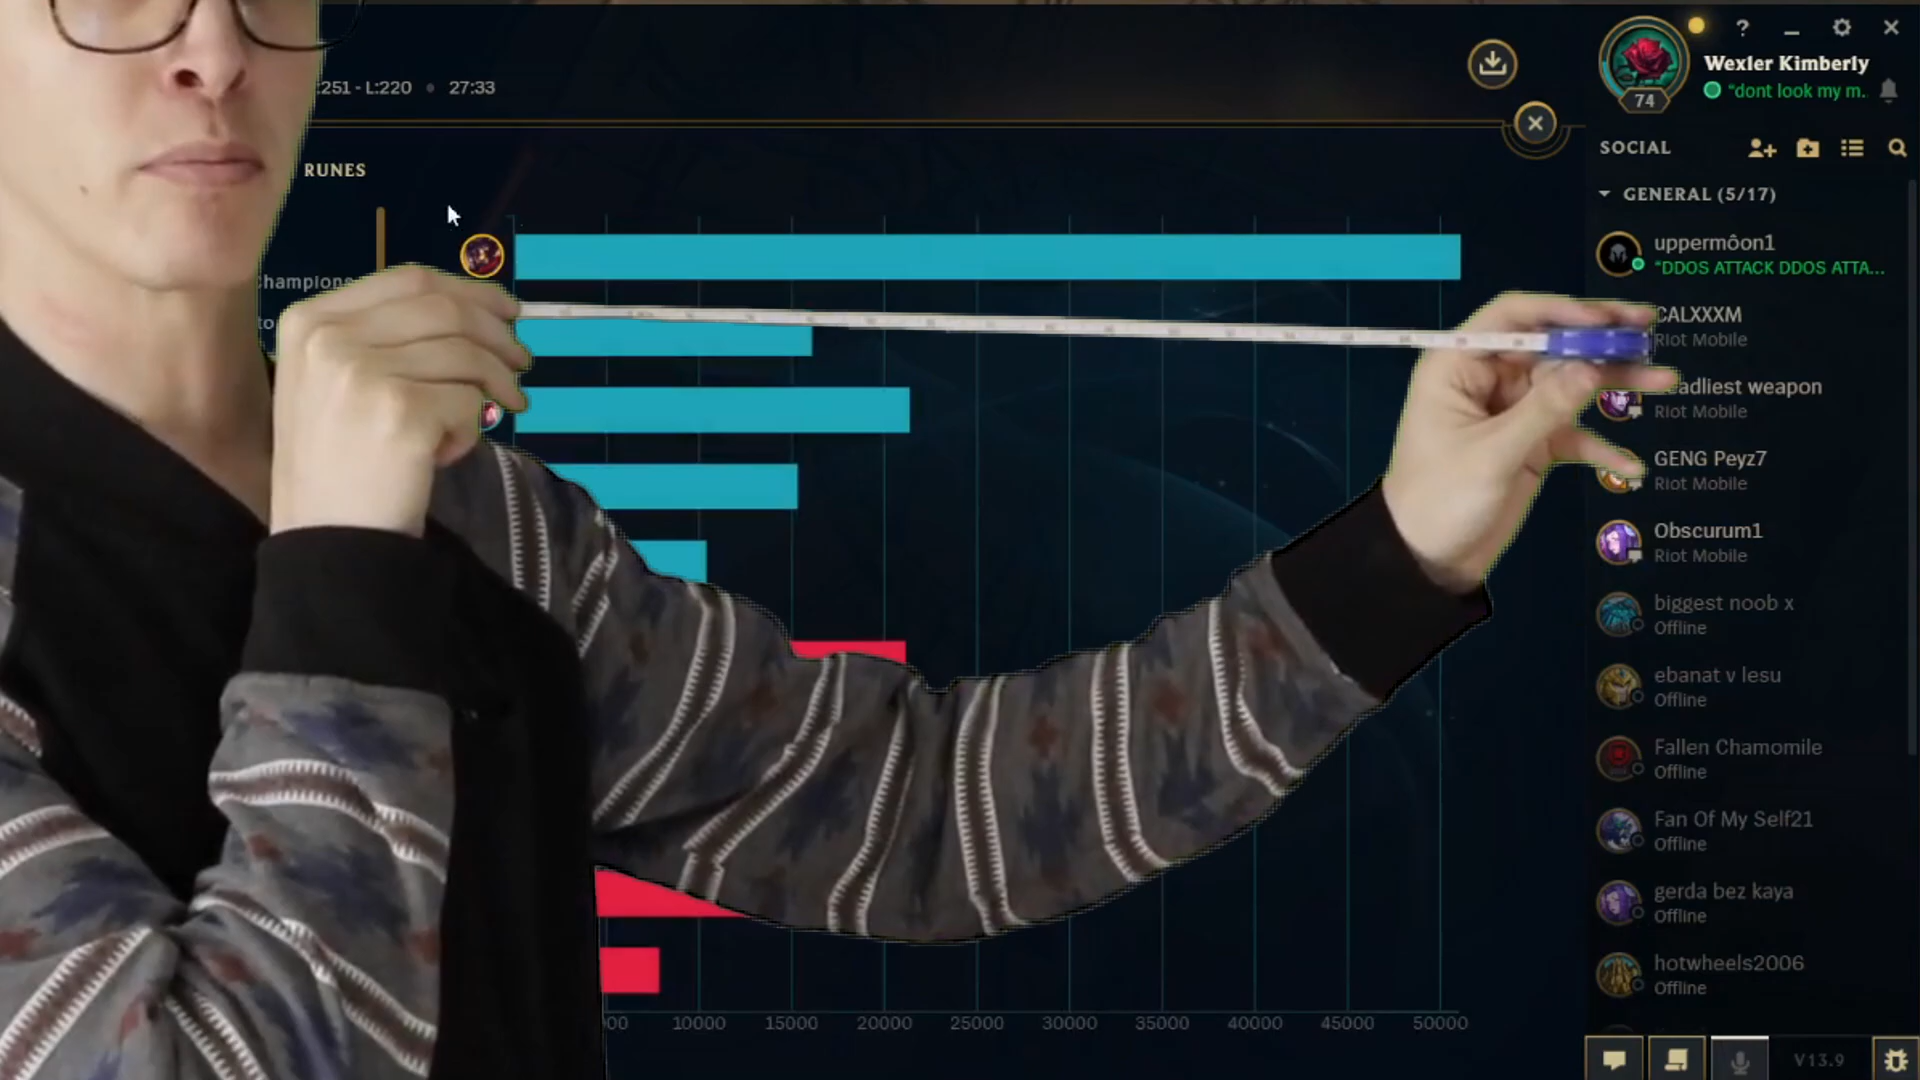 :251 - L:220 • 27:33
RUNES
Champions
to
10000 15000 20000 25000 30000 35000 40000 45000 50000
?
Wexler Kimberly
74
"dont look my m..
SOCIAL
GENERAL (5/17)
uppermôon1
"DDOS ATTACK DDOS ATTA...
CALXXXM
Riot Mobile
eadliest weapon
Riot Mobile
GENG Peyz7
Riot Mobile
Obscurum1
Riot Mobile
biggest noob x
Offline
ebanat v lesu
Offline
Fallen Chamomile
Offline
Fan Of My Self21
Offline
gerda bez kaya
Offline
hotwheels2006
Offline
V13.9